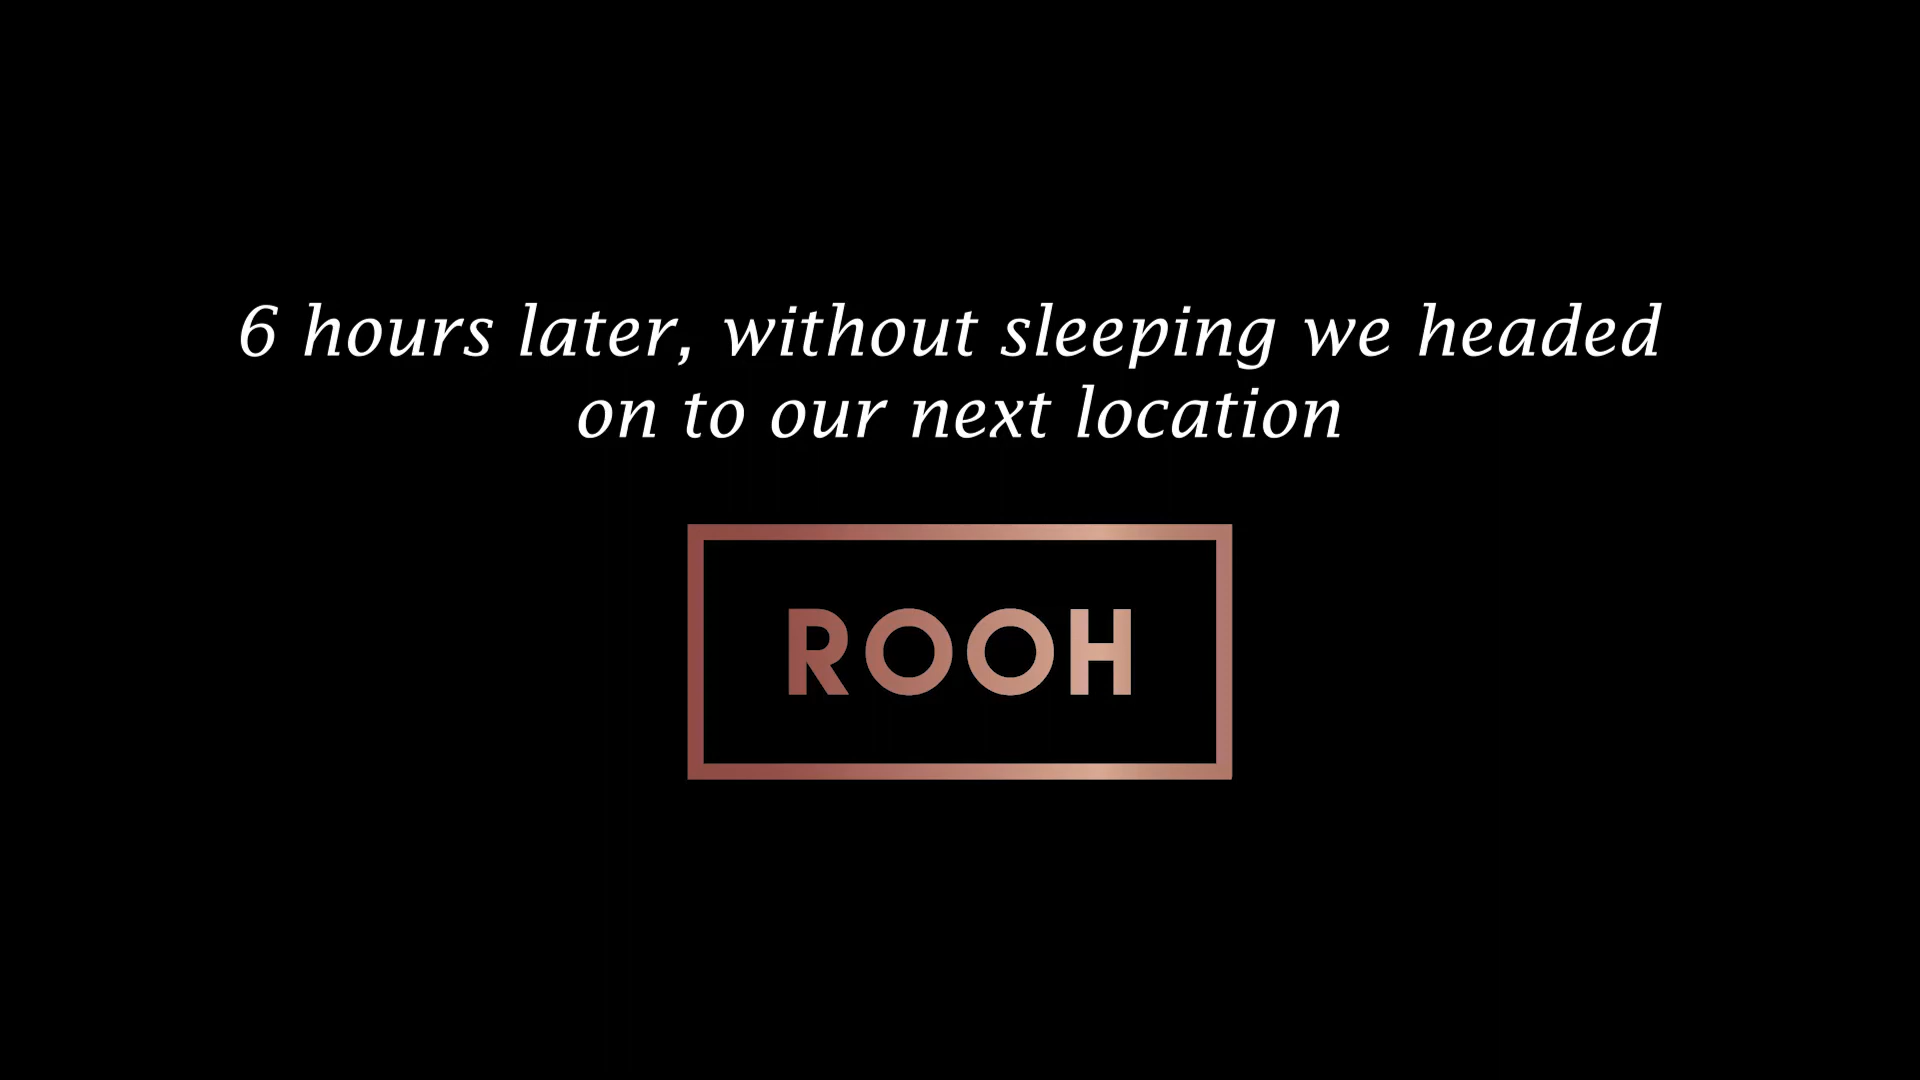 6 hours later, without sleeping we headed
on to our next location
ROOH